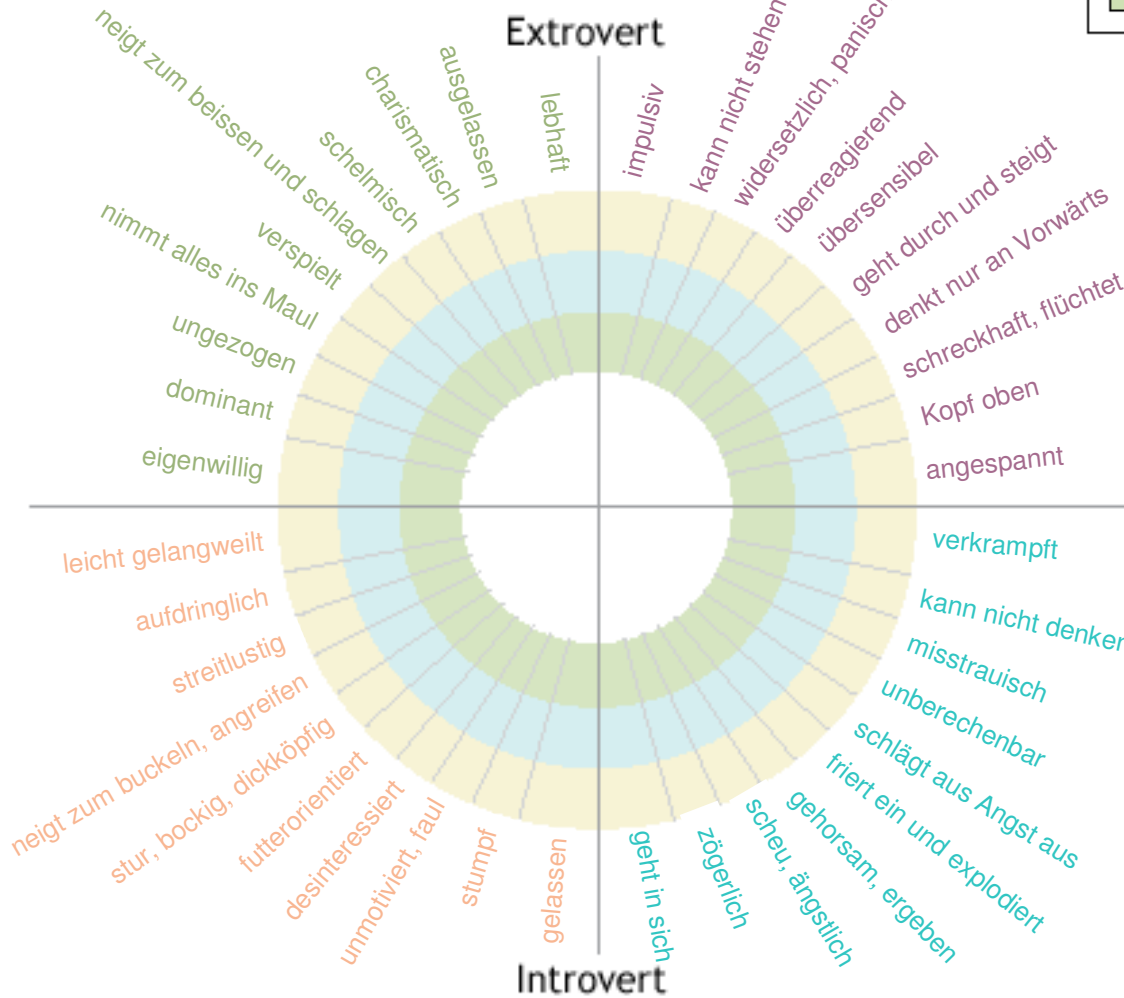 Extrovert
neigt zum beissen und schlagen
charismatisch
ausgelassen
lebhaft
schelmisch
verspielt
nimmt alles ins Maul
ungezogen
dominant
eigenwillig
impulsiv
kann nicht stehen
widersetzlich, panisch
überreagierend
übersensibel
geht durch und steigt
denkt nur an Vorwärts
schreckhaft, flüchtet
Kopf oben
angespannt
leicht gelangweilt
aufdringlich
streitlustig
neigt zum buckeln, angreifen
stur, bockig, dickköpfig
futterorientiert
desinteressiert
unmotiviert, faul
stumpf
gelassen
verkrampft
kann nicht denken
misstrauisch
unberechenbar
schlägt aus Angst aus
friert ein und explodiert
gehorsam, ergeben
scheu, ängstlich
zögerlich
geht in sich
Introvert